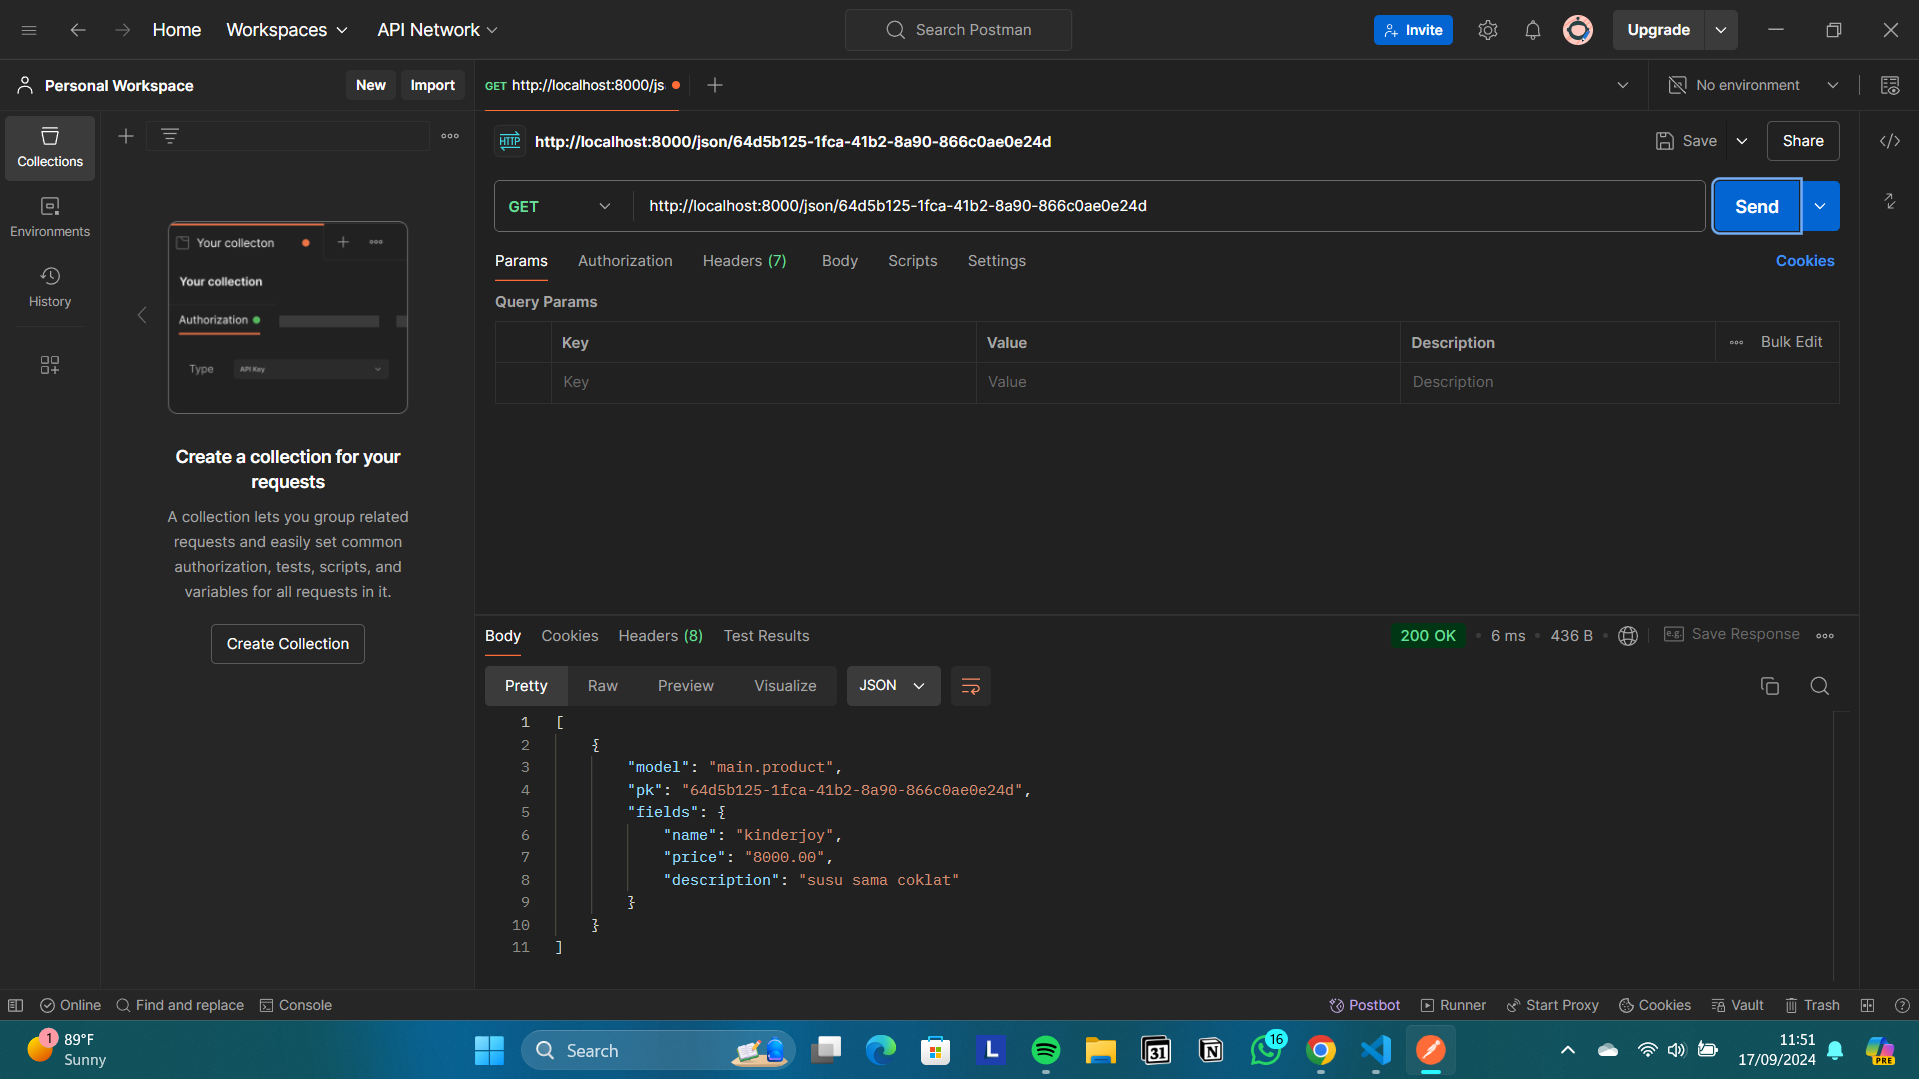 Home Workspaces API Network Search Postman Invite Upgrade
Personal Workspace New Import GET http://localhost:8000/js No environment
Collections
Environments
History
Your collecton
Your collection
Authorization
Type API Key
Create a collection for your
requests
A collection lets you group related
requests and easily set common
authorization, tests, scripts, and
variables for all requests in it.
Create Collection
HTTP http://localhost:8000/json/64d5b125-1fca-41b2-8a90-866c0ae0e24d Save Share
GET http://localhost:8000/json/64d5b125-1fca-41b2-8a90-866c0ae0e24d Send
Params Authorization Headers (7) Body Scripts Settings Cookies
Query Params
Key Value Description Bulk Edit
Key Value Description
Body Cookies Headers (8) Test Results 200 OK 6 ms 436 B e.g. Save Response
Pretty Raw Preview Visualize JSON
1 [
2 {
3 "model": "main.product",
4 "pk": "64d5b125-1fca-41b2-8a90-866c0ae0e24d",
5 "fields": {
6 "name": "kinderjoy",
7 "price": "8000.00",
8 "description": "susu sama coklat"
9 }
10 }
11 ]
Online Find and replace Console Postbot Runner Start Proxy Cookies Vault Trash
1 89°F
Sunny
Search L 31 N 16
11:51
17/09/2024
PRE